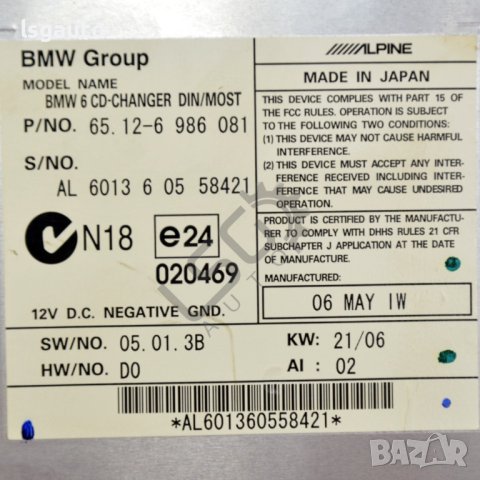 lsgautoparts
BMW Group
MODEL NAME
BMW 6 CD-CHANGER DIN/MOST
P/NO. 65.12-6 986 081
S/NO.
AL 6013 6 05 58421
N18 e24
020469
12V D.C. NEGATIVE GND.
ALPINE
MADE IN JAPAN
THIS DEVICE COMPLIES WITH PART 15 OF
THE FCC RULES. OPERATION IS SUBJECT TO
THE FOLLOWING TWO CONDITIONS:
(1) THIS DEVICE MAY NOT CAUSE HARMFUL
INTERFERENCE.
(2) THIS DEVICE MUST ACCEPT ANY INTER-
FERENCE RECEIVED INCLUDING INTER-
FERENCE THAT MAY CAUSE UNDESIRED
OPERATION.
PRODUCT IS CERTIFIED BY THE MANUFACTU-
RER TO COMPLY WITH DHHS RULES 21 CFR
SUBCHAPTER J APPLICABLE AT THE DATE
OF MANUFACTURE.
MANUFACTURED:
06 MAY IW
SW/NO. 05.01.3B
HW/NO. D0
KW: 21/06
AI : 02
*AL601360558421*
AUTO
BAZAR